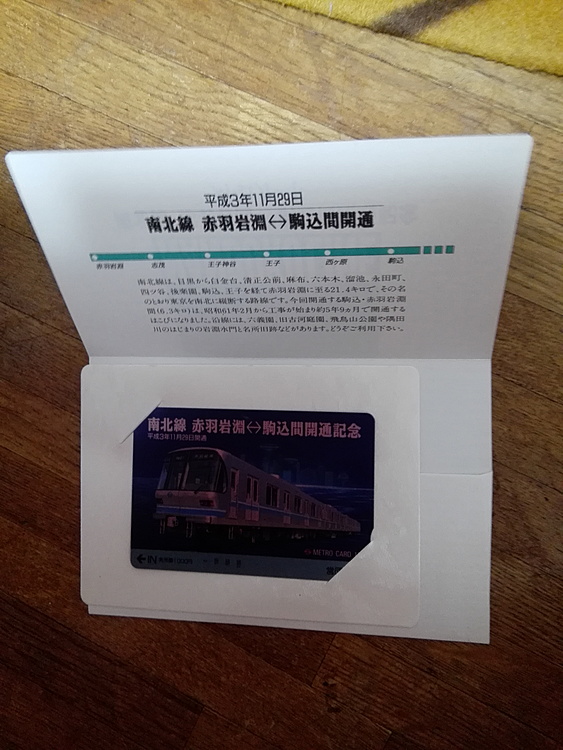 平成3年11月29日
南北線 赤羽岩淵↔駒込間開通
赤羽岩淵 志茂 王子神谷 王子 西ヶ原 駒込
南北線は、目黒から白金台、清正公前、麻布、六本木、溜池、永田町、
四ツ谷、後楽園、駒込、王子を経て赤羽岩淵に至る21.4キロで、その名
のとおり東京を南北に縦断する路線です。今回開通する駒込・赤羽岩淵
間(6.3キロ)は、昭和61年2月から工事が始まり約5年9ヵ月で開通する
はこびになりました。沿線には、六義園、旧古河庭園、飛鳥山公園や隅田
川のはじまりの岩淵水門と名所旧跡などがあります。どうぞご利用下さい。
南北線 赤羽岩淵↔駒込間開通記念
平成3年11月29日開通
METRO CARD
←IN
営